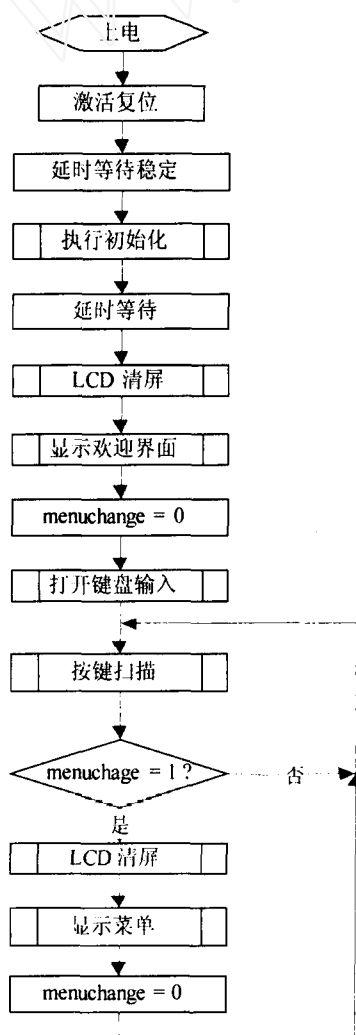 上电
激活复位
延时等待稳定
执行初始化
延时等待
LCD 清屏
显示欢迎界面
menuchange = 0
打开键盘输入
按键扫描
menuchage = 1 ?
否
是
LCD 清屏
显示菜单
menuchange = 0